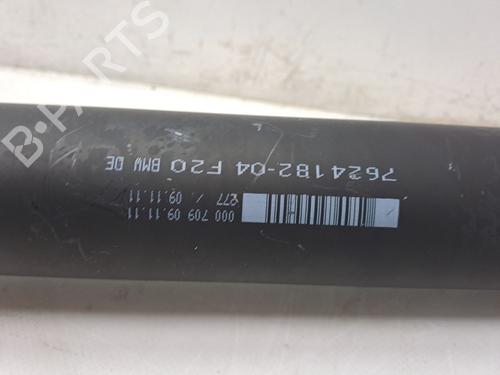 7624182-04 F20 BMW DE
277 / 09.11.11
000 709 09.11.11
B-PARTS